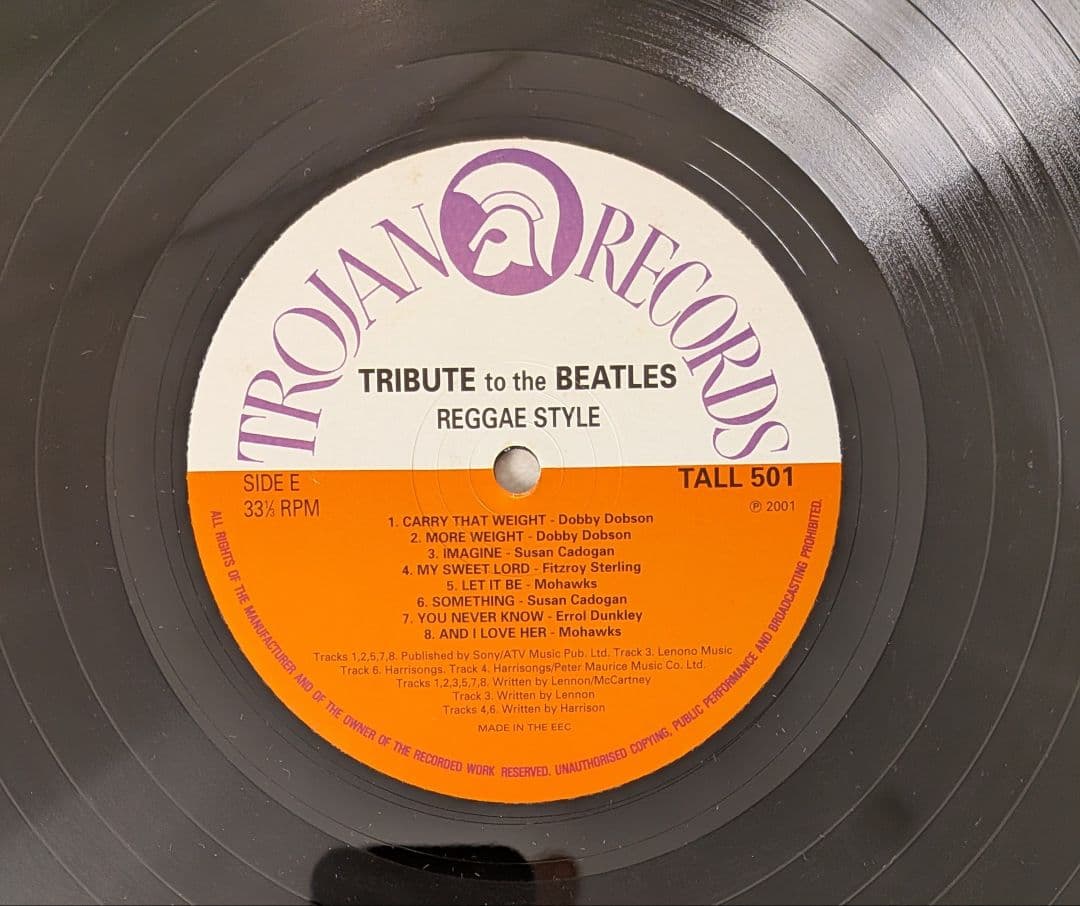 TROJAN RECORDS
TRIBUTE to the BEATLES
REGGAE STYLE
SIDE E
33⅓ RPM
TALL 501
℗ 2001
1. CARRY THAT WEIGHT - Dobby Dobson
2. MORE WEIGHT - Dobby Dobson
3. IMAGINE - Susan Cadogan
4. MY SWEET LORD - Fitzroy Sterling
5. LET IT BE - Mohawks
6. SOMETHING - Susan Cadogan
7. YOU NEVER KNOW - Errol Dunkley
8. AND I LOVE HER - Mohawks
Tracks 1,2,5,7,8. Published by Sony/ATV Music Pub. Ltd. Track 3. Lenono Music
Track 6. Harrisongs. Track 4. Harrisongs/Peter Maurice Music Co. Ltd.
Tracks 1,2,3,5,7,8. Written by Lennon/McCartney
Track 3. Written by Lennon
Tracks 4,6. Written by Harrison
MADE IN THE EEC
ALL RIGHTS OF THE MANUFACTURER AND OF THE OWNER OF THE RECORDED WORK RESERVED. UNAUTHORISED COPYING, PUBLIC PERFORMANCE AND BROADCASTING PROHIBITED.